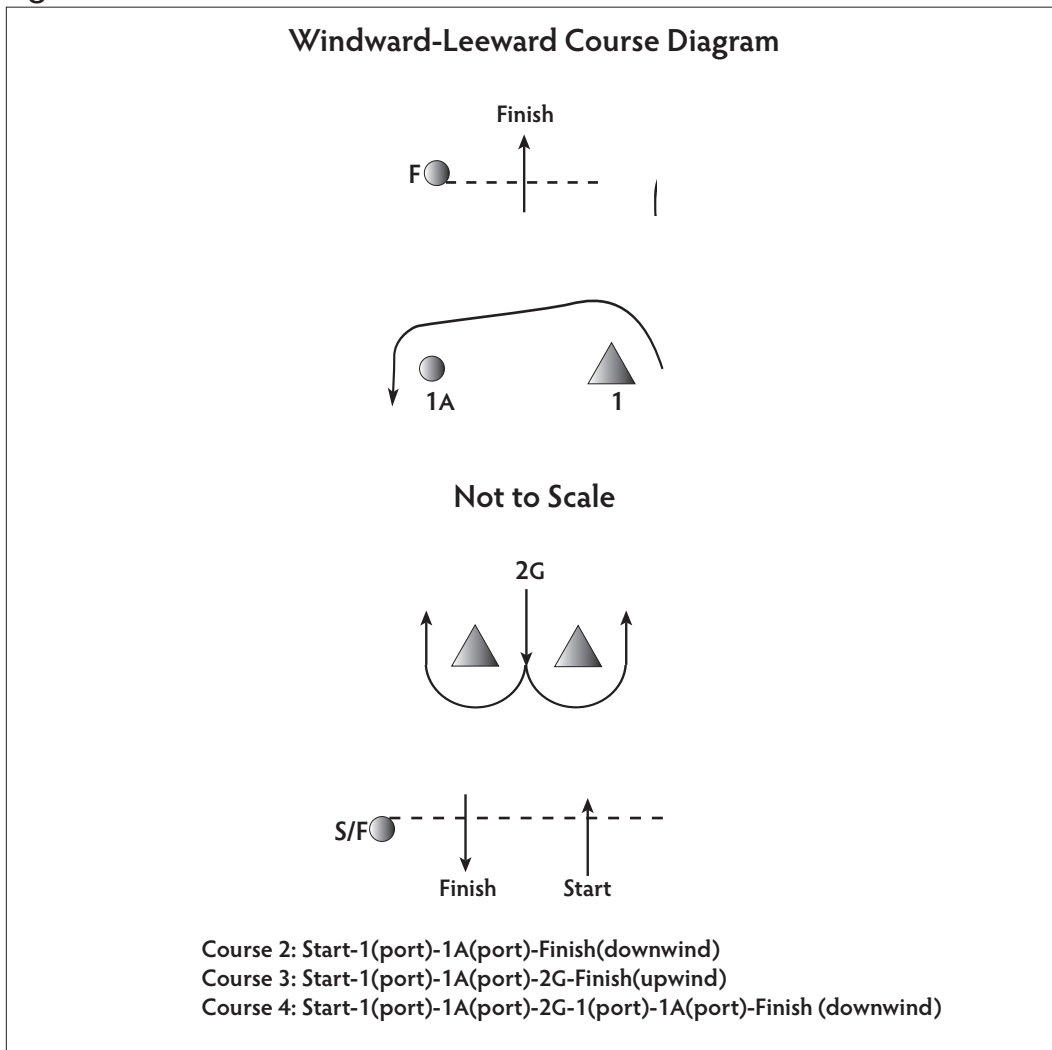 Windward-Leeward Course Diagram
Finish
F
1A
1
Not to Scale
2G
S/F
Finish
Start
Course 2: Start-1(port)-1A(port)-Finish(downwind)
Course 3: Start-1(port)-1A(port)-2G-Finish(upwind)
Course 4: Start-1(port)-1A(port)-2G-1(port)-1A(port)-Finish (downwind)